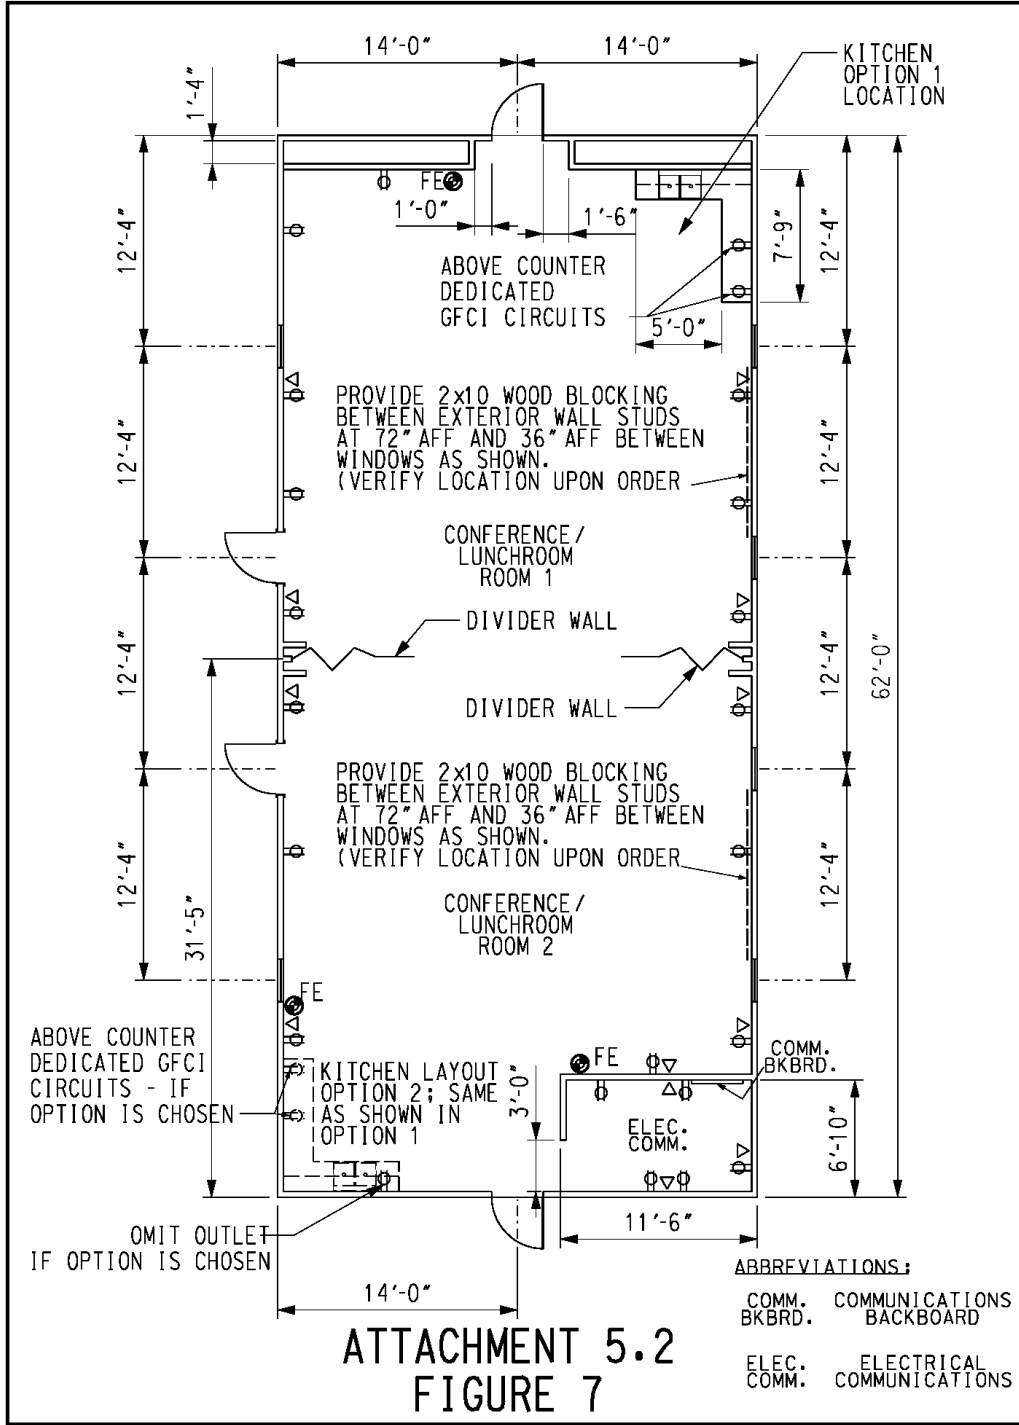 14'-0"
14'-0"
KITCHEN
OPTION 1
LOCATION
1'-4"
FE
1'-0"
1'-6"
12'-4"
12'-4"
7'-9"
ABOVE COUNTER
DEDICATED
GFCI CIRCUITS
5'-0"
PROVIDE 2x10 WOOD BLOCKING
BETWEEN EXTERIOR WALL STUDS
AT 72" AFF AND 36" AFF BETWEEN
WINDOWS AS SHOWN.
(VERIFY LOCATION UPON ORDER
12'-4"
12'-4"
CONFERENCE/
LUNCHROOM
ROOM 1
DIVIDER WALL
12'-4"
12'-4"
62'-0"
DIVIDER WALL
PROVIDE 2x10 WOOD BLOCKING
BETWEEN EXTERIOR WALL STUDS
AT 72" AFF AND 36" AFF BETWEEN
WINDOWS AS SHOWN.
(VERIFY LOCATION UPON ORDER
12'-4"
12'-4"
31'-5"
CONFERENCE/
LUNCHROOM
ROOM 2
FE
ABOVE COUNTER
DEDICATED GFCI
CIRCUITS - IF
OPTION IS CHOSEN
KITCHEN LAYOUT
OPTION 2; SAME
AS SHOWN IN
OPTION 1
3'-0"
FE
COMM.
BKBRD.
ELEC.
COMM.
6'-10"
OMIT OUTLET
IF OPTION IS CHOSEN
11'-6"
14'-0"
ABBREVIATIONS:
COMM. COMMUNICATIONS
BKBRD. BACKBOARD
ELEC. ELECTRICAL
COMM. COMMUNICATIONS
ATTACHMENT 5.2
FIGURE 7